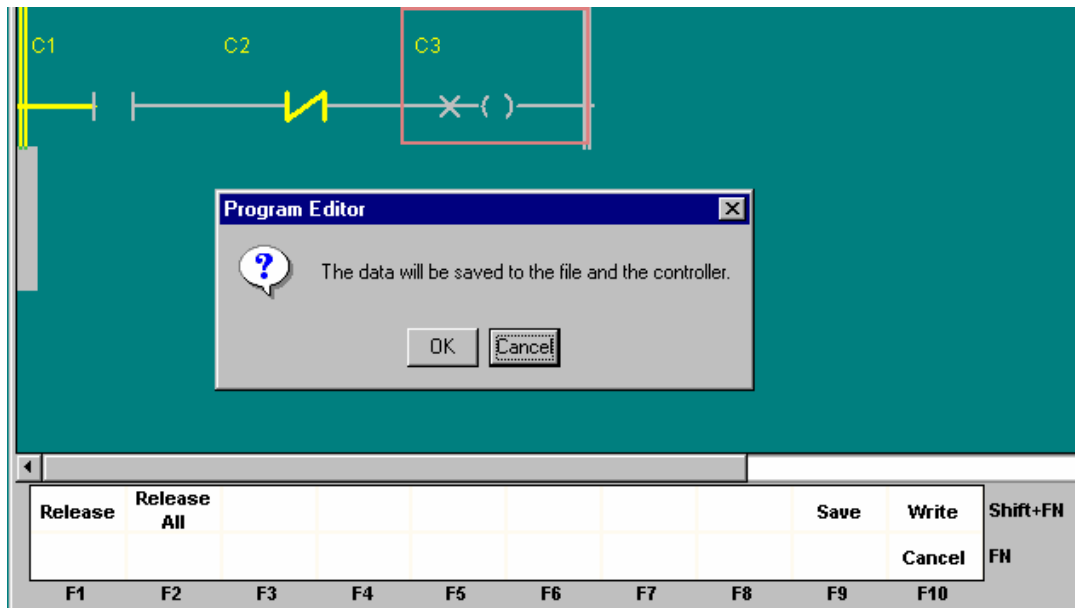 C1 C2 C3
Program Editor
?
The data will be saved to the file and the controller.
OK Cancel
Release Release All Save Write Shift+FN
Cancel FN
F1 F2 F3 F4 F5 F6 F7 F8 F9 F10